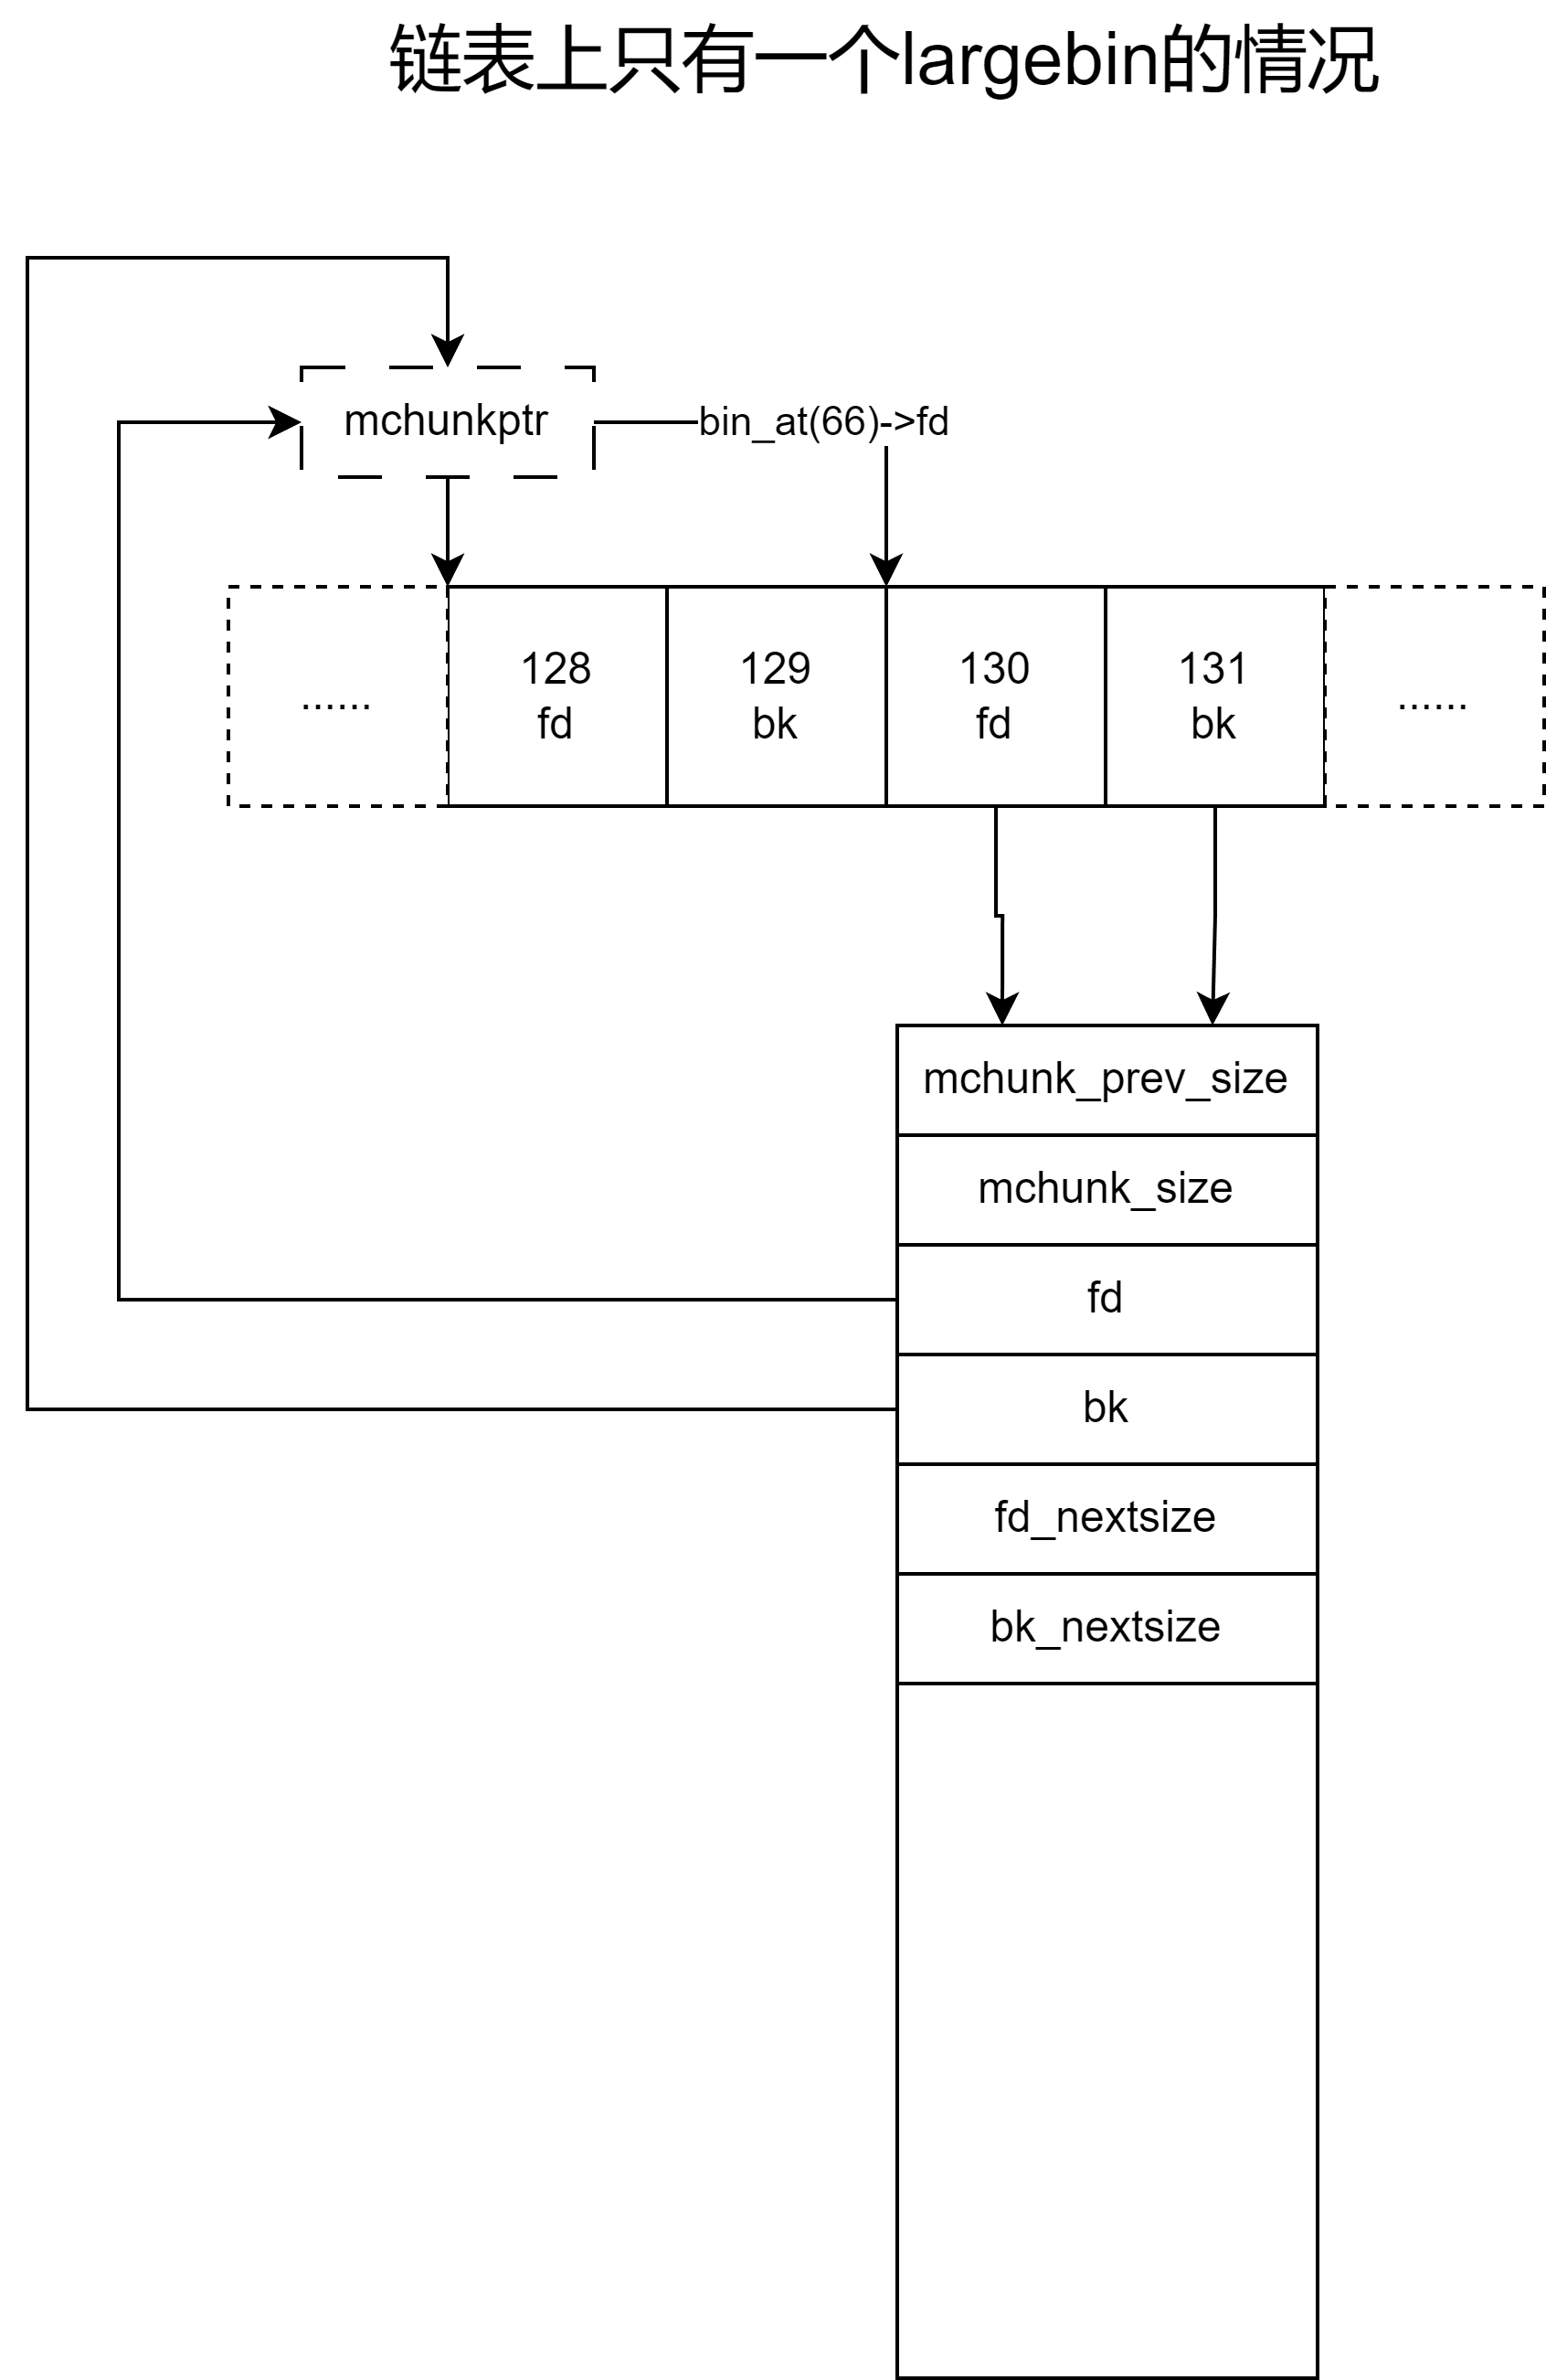 链表上只有一个largebin的情况
mchunkptr
bin_at(66)->fd
......
128
fd
129
bk
130
fd
131
bk
......
mchunk_prev_size
mchunk_size
fd
bk
fd_nextsize
bk_nextsize